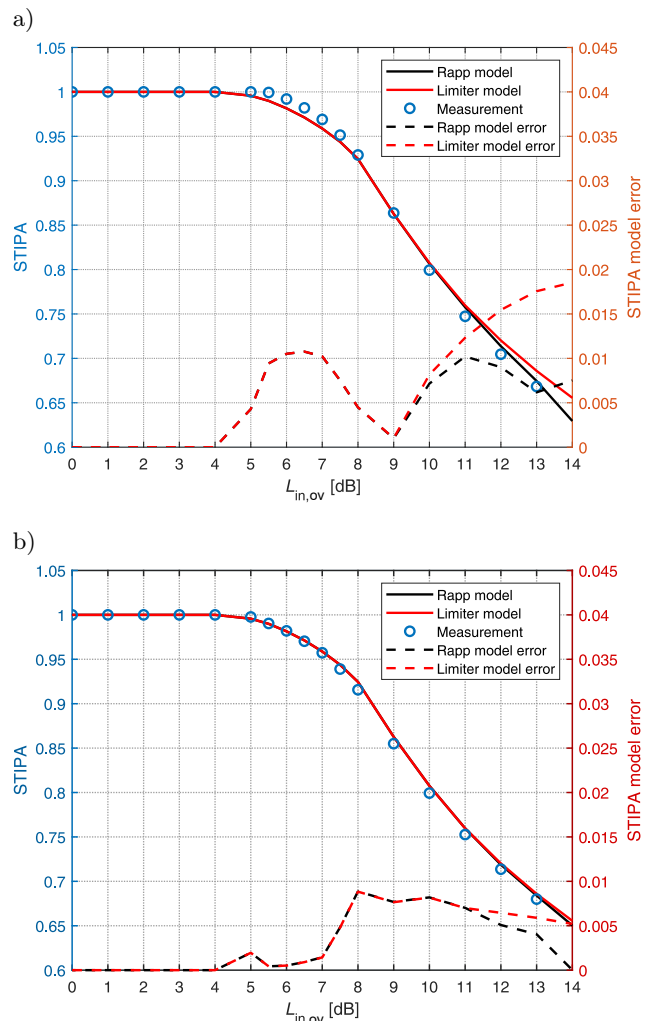 a)
1.05
1
0.95
0.9
0.85
0.8
0.75
0.7
0.65
0.6
STIPA
0.045
0.04
0.035
0.03
0.025
0.02
0.015
0.01
0.005
0
STIPA model error
Rapp model
Limiter model
Measurement
Rapp model error
Limiter model error
0 1 2 3 4 5 6 7 8 9 10 11 12 13 14
L_in,ov [dB]
b)
1.05
1
0.95
0.9
0.85
0.8
0.75
0.7
0.65
0.6
STIPA
0.045
0.04
0.035
0.03
0.025
0.02
0.015
0.01
0.005
0
STIPA model error
Rapp model
Limiter model
Measurement
Rapp model error
Limiter model error
0 1 2 3 4 5 6 7 8 9 10 11 12 13 14
L_in,ov [dB]